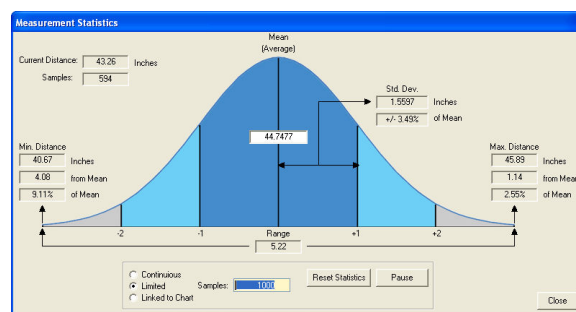 Measurement Statistics
Mean
(Average)
Current Distance: 43.26 Inches
Samples: 594
Std. Dev.
1.5597 Inches
+/- 3.49% of Mean
44.7477
Min. Distance
40.67 Inches
4.08 from Mean
9.11% of Mean
Max. Distance
45.89 Inches
1.14 from Mean
2.55% of Mean
-2 -1 Range +1 +2
5.22
Continuious
Limited
Linked to Chart
Samples: 1000
Reset Statistics
Pause
Close